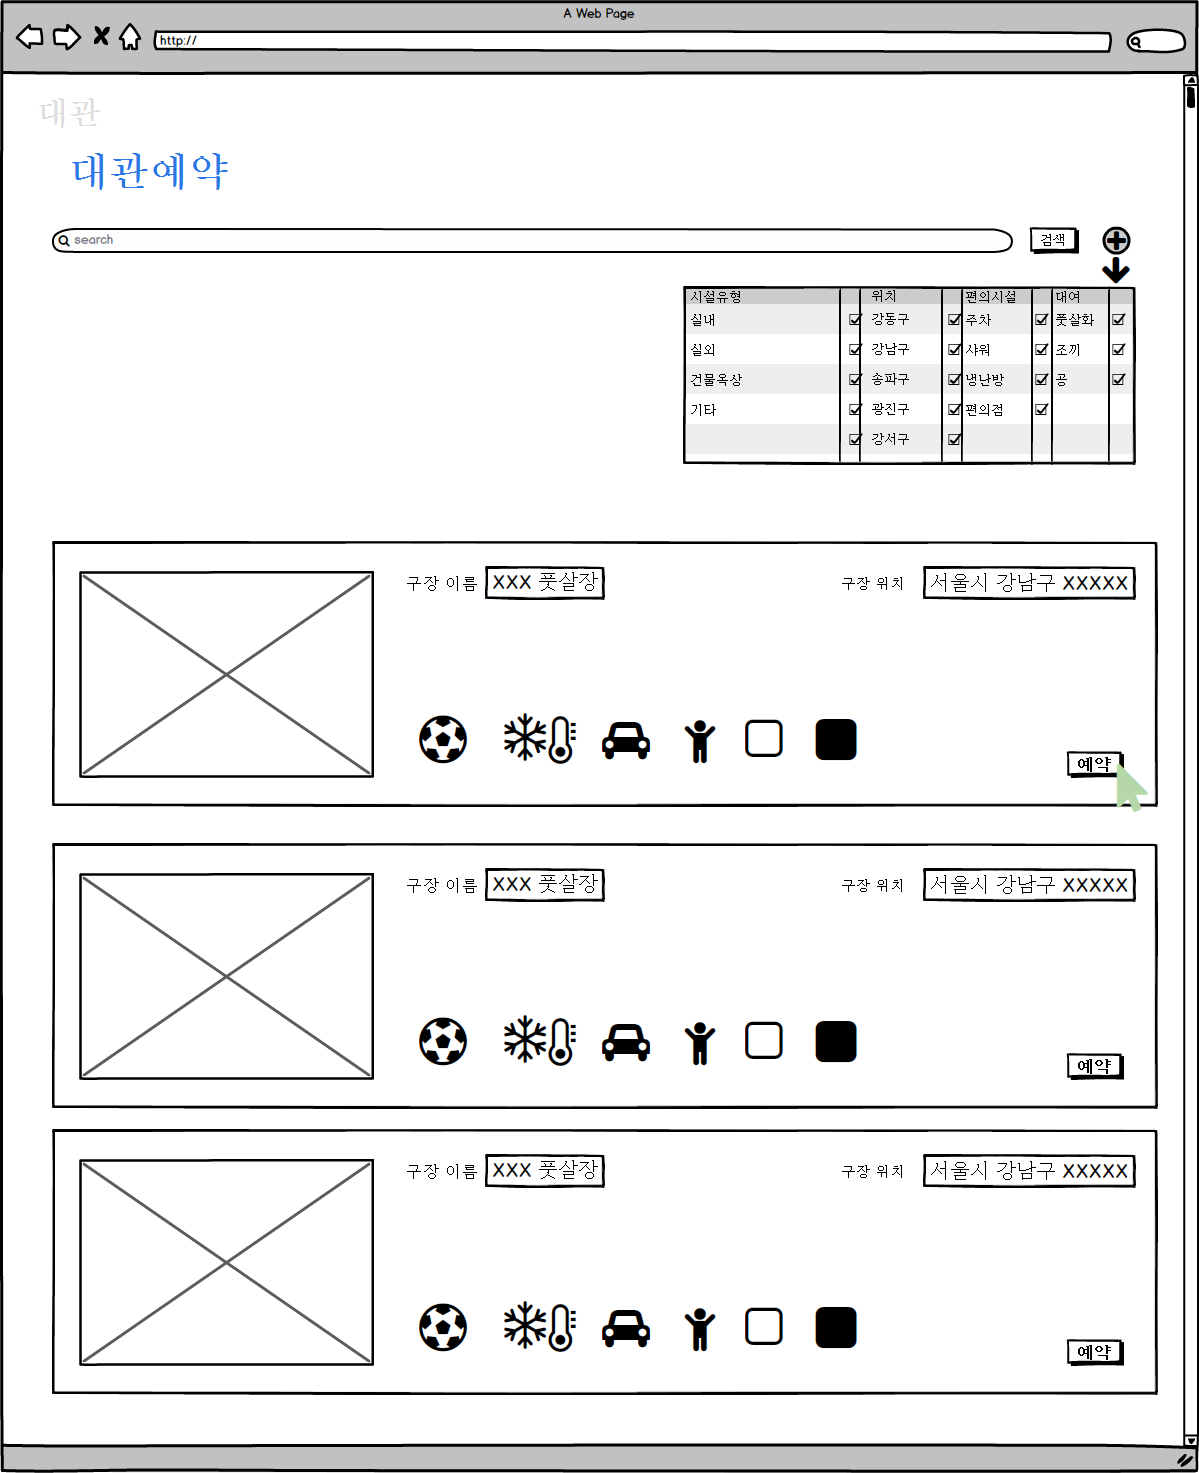 A Web Page
http://
대관
대관예약
search
검색
시설유형 위치 편의시설 대여
실내 강동구 주차 풋살화
실외 강남구 샤워 조끼
건물옥상 송파구 냉난방 공
기타 광진구 편의점
강서구
구장 이름 XXX 풋살장 구장 위치 서울시 강남구 XXXXX
예약
구장 이름 XXX 풋살장 구장 위치 서울시 강남구 XXXXX
예약
구장 이름 XXX 풋살장 구장 위치 서울시 강남구 XXXXX
예약